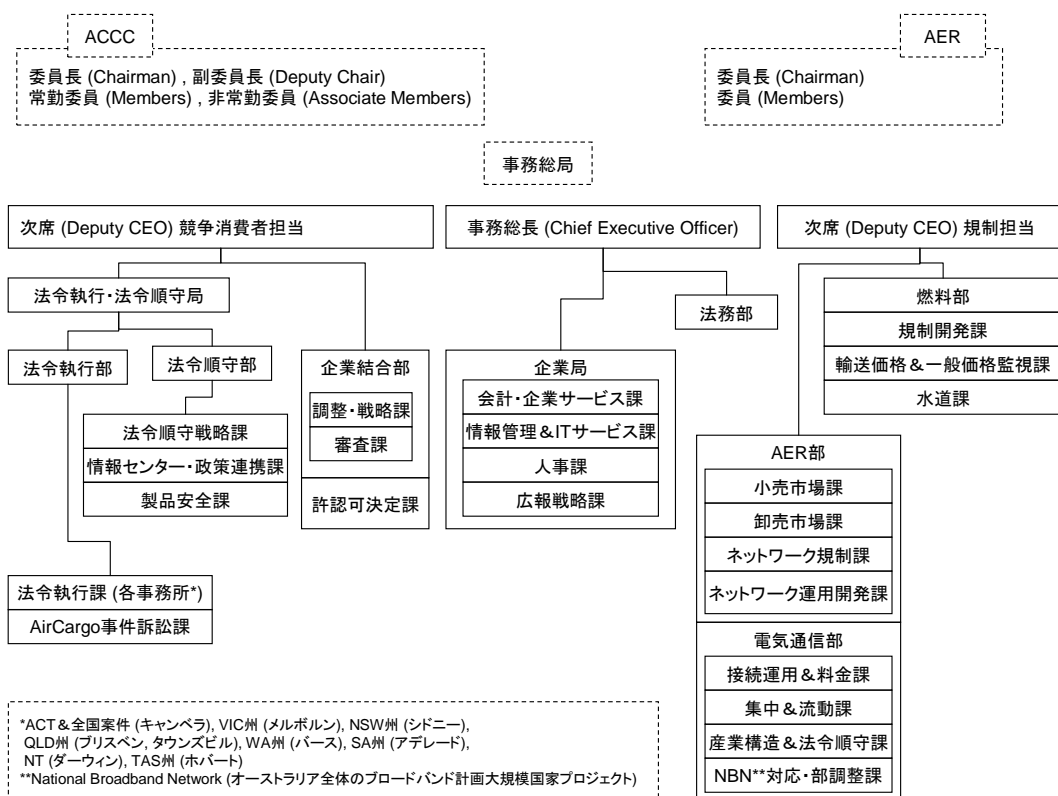 ACCC
委員長 (Chairman) , 副委員長 (Deputy Chair)
常勤委員 (Members) , 非常勤委員 (Associate Members)
AER
委員長 (Chairman)
委員 (Members)
事務総局
次席 (Deputy CEO) 競争消費者担当
法令執行・法令順守局
法令執行部
法令順守部
法令順守戦略課
情報センター・政策連携課
製品安全課
法令執行課 (各事務所*)
AirCargo事件訴訟課
企業結合部
調整・戦略課
審査課
許認可決定課
事務総長 (Chief Executive Officer)
法務部
企業局
会計・企業サービス課
情報管理&ITサービス課
人事課
広報戦略課
次席 (Deputy CEO) 規制担当
燃料部
規制開発課
輸送価格&一般価格監視課
水道課
AER部
小売市場課
卸売市場課
ネットワーク規制課
ネットワーク運用開発課
電気通信部
接続運用&料金課
集中&流動課
産業構造&法令順守課
NBN**対応・部調整課
*ACT&全国案件 (キャンベラ), VIC州 (メルボルン), NSW州 (シドニー),
QLD州 (ブリスベン, タウンズビル), WA州 (パース), SA州 (アデレード),
NT (ダーウィン), TAS州 (ホバート)
**National Broadband Network (オーストラリア全体のブロードバンド計画大規模国家プロジェクト)